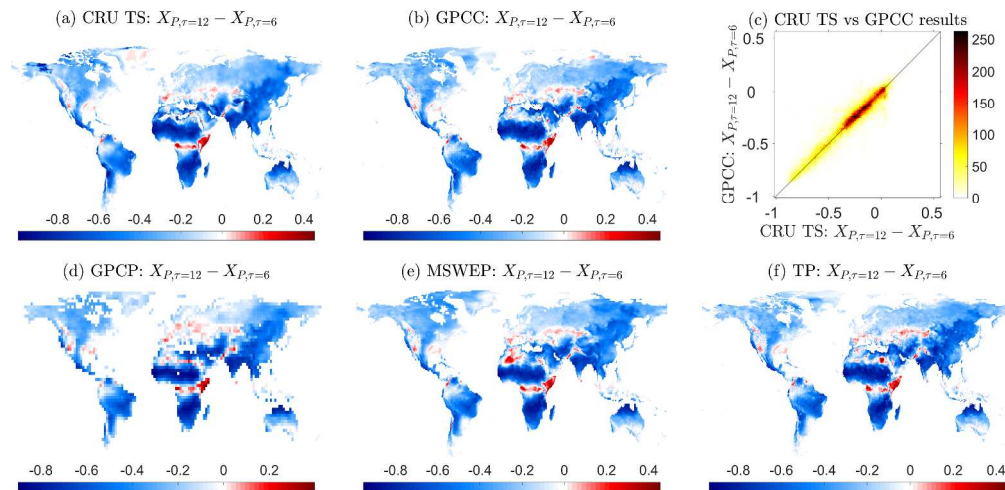 (a) CRU TS: X_{P,τ=12} − X_{P,τ=6}
-0.8 -0.6 -0.4 -0.2 0 0.2 0.4
(b) GPCC: X_{P,τ=12} − X_{P,τ=6}
-0.8 -0.6 -0.4 -0.2 0 0.2 0.4
(c) CRU TS vs GPCC results
GPCC: X_{P,τ=12} − X_{P,τ=6}
0.5
0
-0.5
-1
-1 -0.5 0 0.5
CRU TS: X_{P,τ=12} − X_{P,τ=6}
250
200
150
100
50
0
(d) GPCP: X_{P,τ=12} − X_{P,τ=6}
-0.8 -0.6 -0.4 -0.2 0 0.2 0.4
(e) MSWEP: X_{P,τ=12} − X_{P,τ=6}
-0.8 -0.6 -0.4 -0.2 0 0.2 0.4
(f) TP: X_{P,τ=12} − X_{P,τ=6}
-0.8 -0.6 -0.4 -0.2 0 0.2 0.4